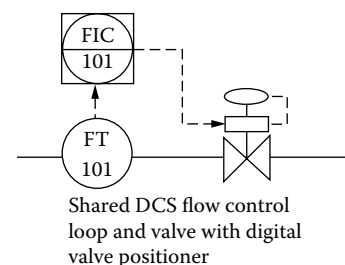 FIC
101
FT
101
Shared DCS flow control
loop and valve with digital
valve positioner